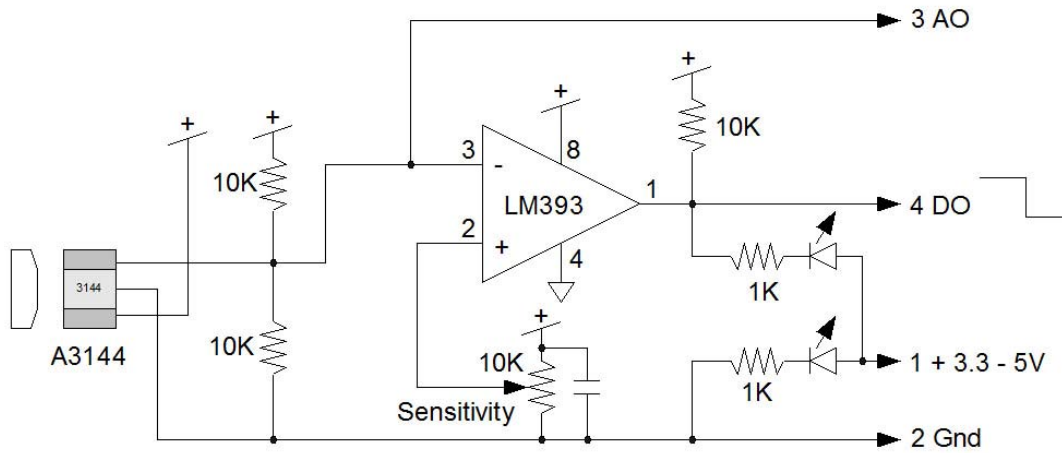 3 AO
+
+
+
+
10K
10K
3
-
8
LM393
1
2
+
4
4 DO
3144
A3144
10K
1K
+
10K
Sensitivity
1K
1 + 3.3 - 5V
2 Gnd